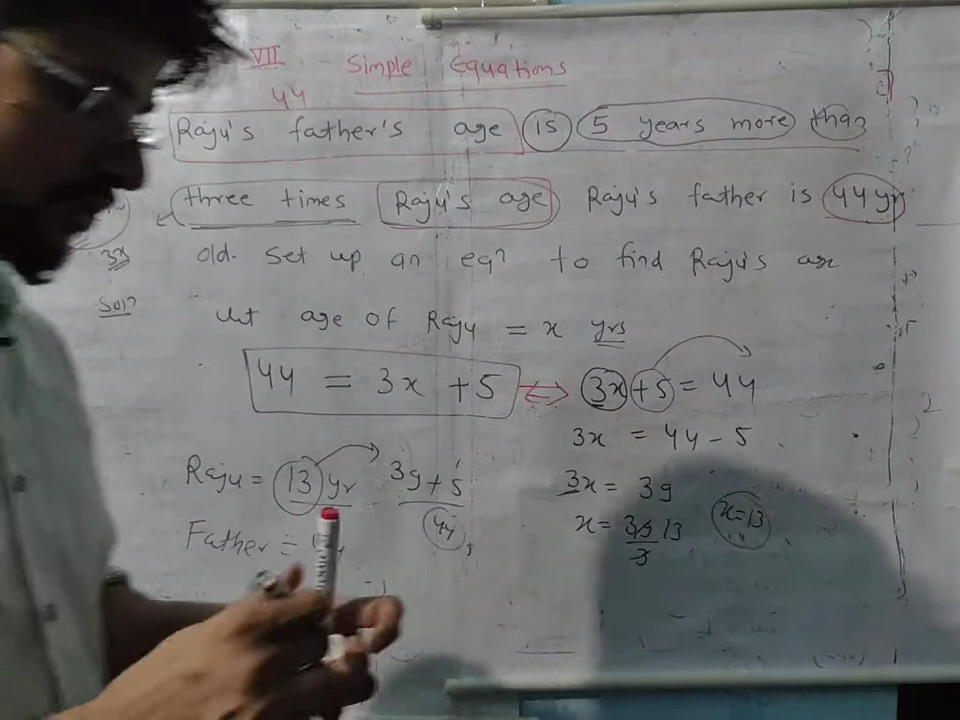 VII Simple Equations
44
Raju's father's age is 5 years more than
three times Raju's age Raju's father is 44 yr
3x
old. Set up an eqn to find Raju's age
Soln
Let age of Raju = x yrs
44 = 3x + 5 ⇔ 3x + 5 = 44
3x = 44 - 5
Raju = 13 yr 39 + 5
3x = 39
44
x = 39/3 13 x = 13
Father =